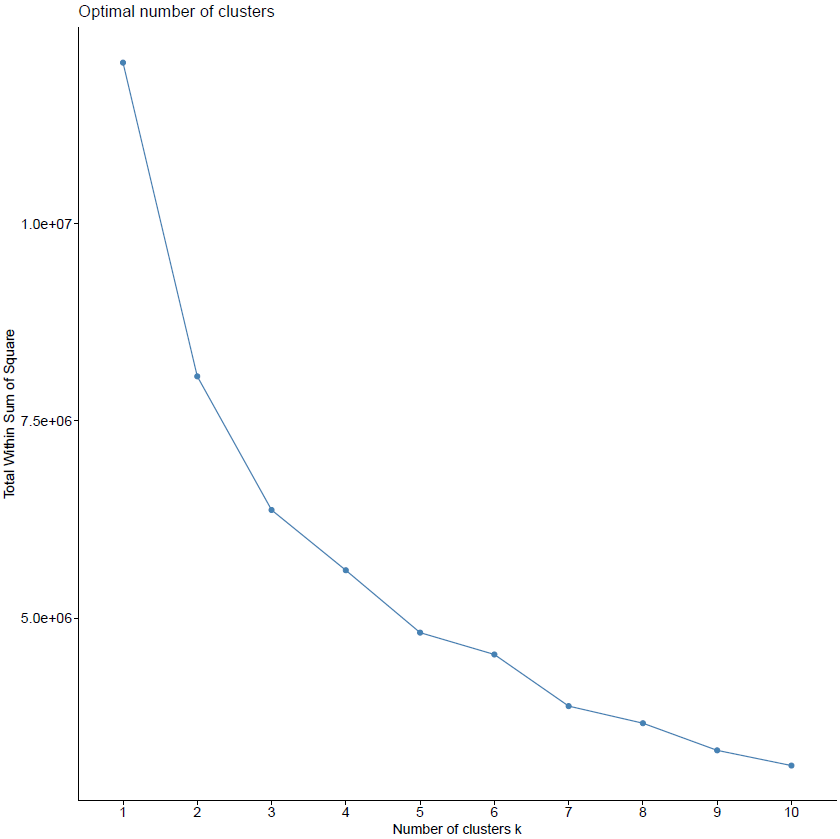 Optimal number of clusters
Total Within Sum of Square
1.0e+07
7.5e+06
5.0e+06
1 2 3 4 5 6 7 8 9 10
Number of clusters k